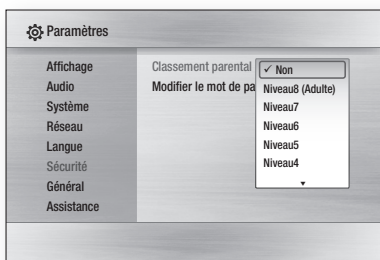 Paramètres
Affichage
Audio
Système
Réseau
Langue
Sécurité
Général
Assistance
Classement parental
Modifier le mot de pa
✓ Non
Niveau8 (Adulte)
Niveau7
Niveau6
Niveau5
Niveau4